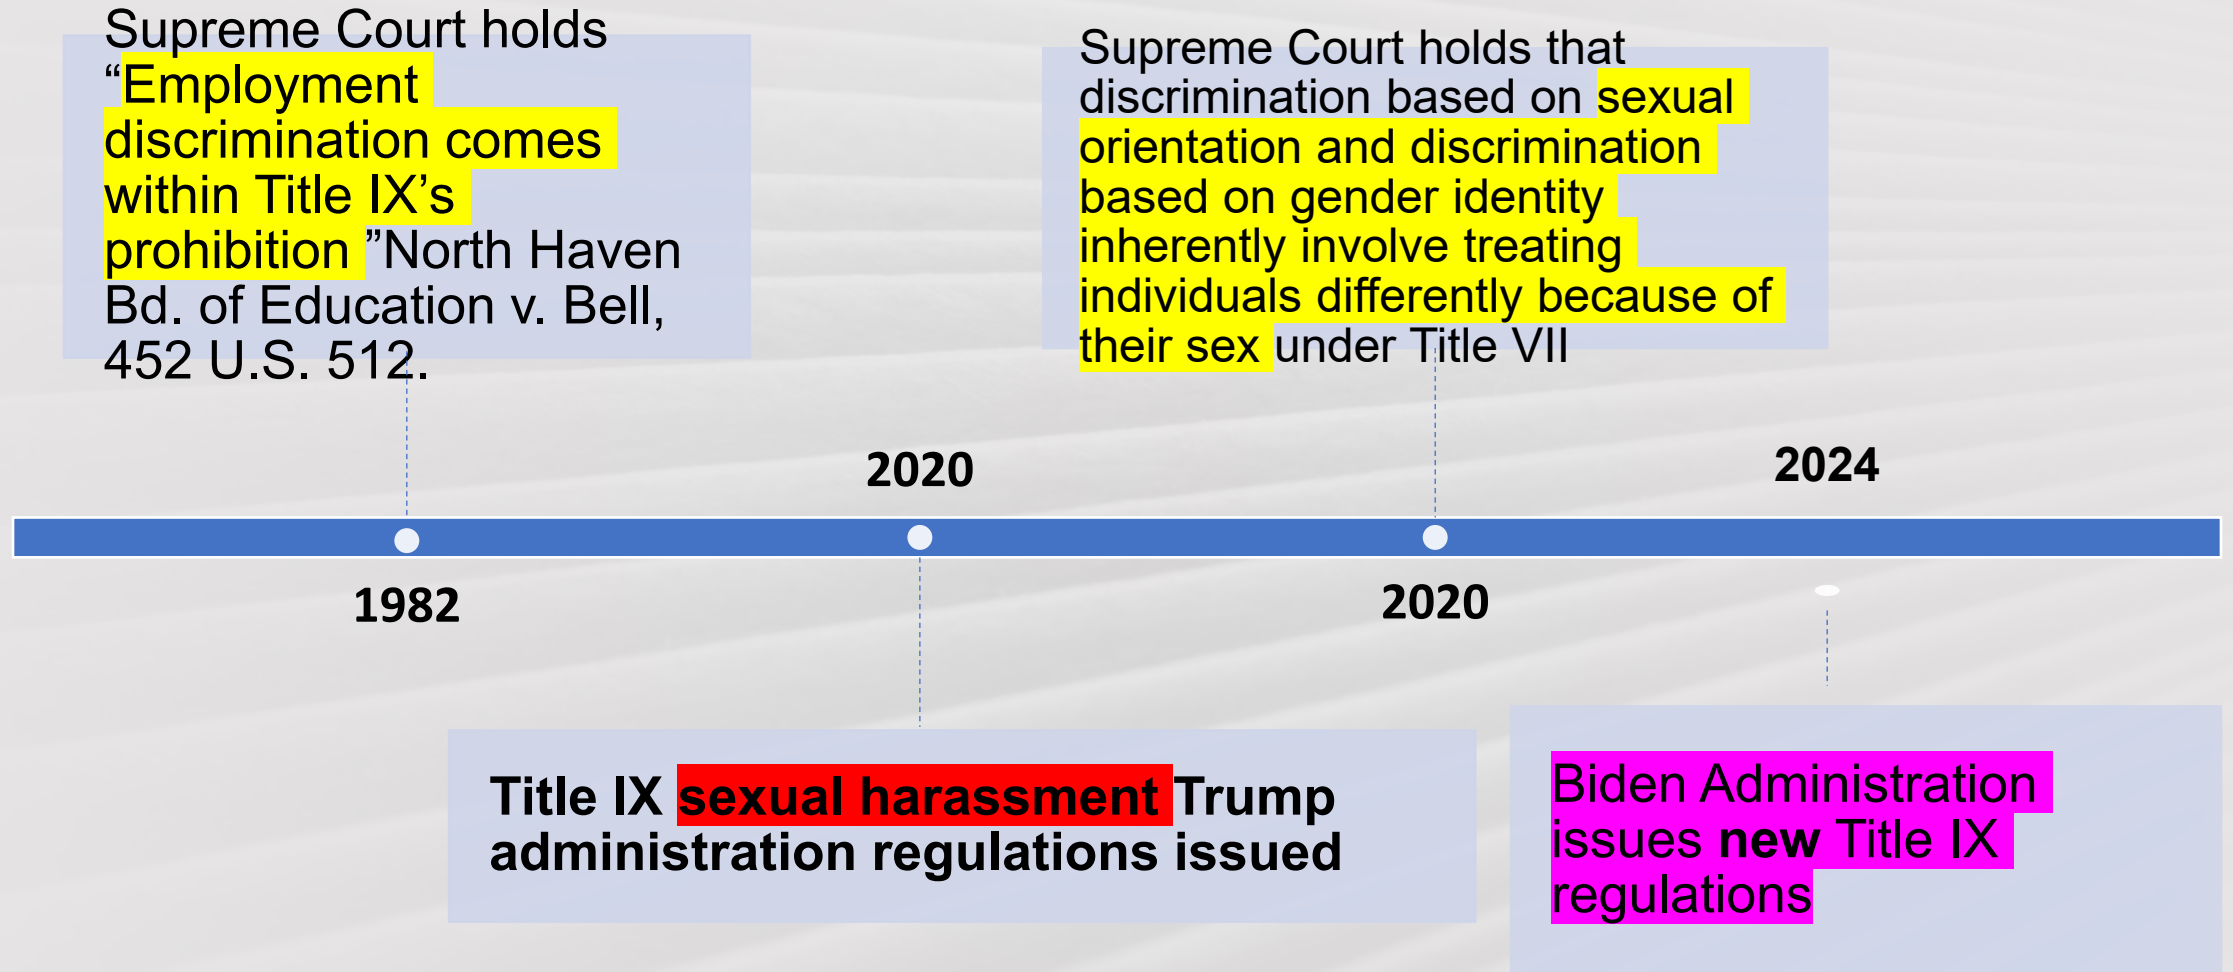 Supreme Court holds
“Employment
discrimination comes
within Title IX’s
prohibition ”North Haven
Bd. of Education v. Bell,
452 U.S. 512.
Supreme Court holds that
discrimination based on sexual
orientation and discrimination
based on gender identity
inherently involve treating
individuals differently because of
their sex under Title VII
2020
2024
1982
2020
Title IX sexual harassment Trump
administration regulations issued
Biden Administration
issues new Title IX
regulations